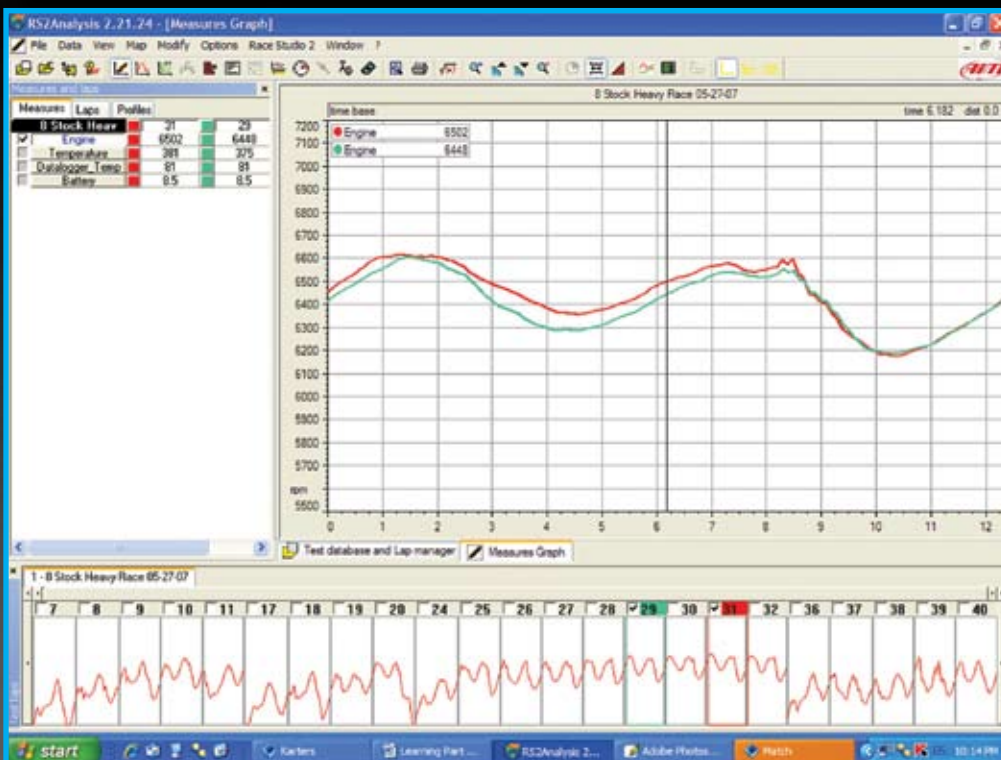 RS2Analysis 2.21.24 - [Measures Graph]
File Data View Map Modify Options Race Studio 2 Window ?
Measures and laps
Measures Laps Profiles
8 Stock Heav 31 29
Engine 6502 6448
Temperature 381 375
Datalogger_Temp 81 81
Battery 8.5 8.5
8 Stock Heavy Race 05-27-07
time base time 6.182 dist 0.0
Engine 6502
Engine 6448
7200
7100
7000
6900
6800
6700
6600
6500
6400
6300
6200
6100
6000
5900
5800
5700
rpm
5500
0 1 2 3 4 5 6 7 8 9 10 11 12
Test database and Lap manager Measures Graph
1 - 8 Stock Heavy Race 05-27-07
7 8 9 10 11 17 18 19 20 24 25 26 27 28 29 30 31 32 36 37 38 39 40
start Karters Learning Part ... RS2Analysis 2... Adobe Photos... Match 10:14 PM